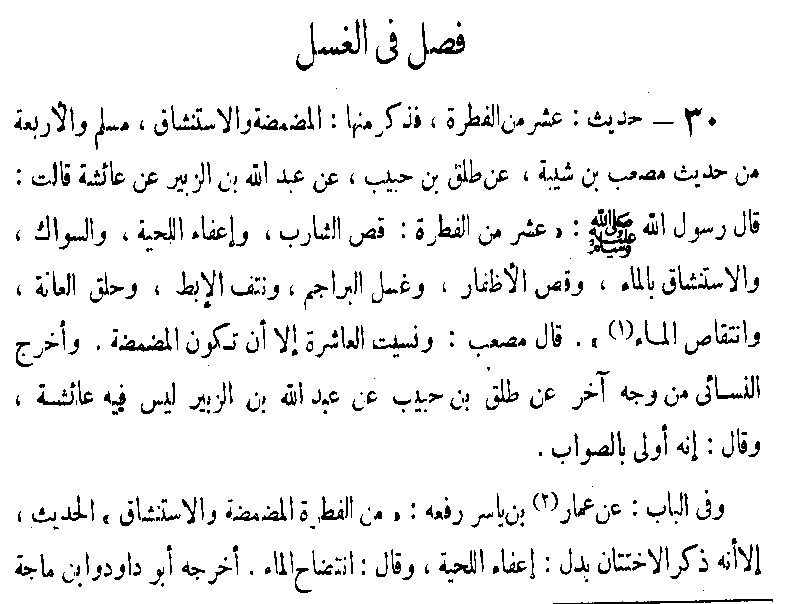 فصل فى الغسل
٣٠ – حديث : عشر من الفطرة ، فذكر منها : المضمضة والاستنشاق ، مسلم والأربعة
من حديث مصعب بن شيبة ، عن طلق بن حبيب ، عن عبد الله بن الزبير عن عائشة قالت :
قال رسول الله ﷺ : « عشر من الفطرة : قص الشارب ، وإعفاء اللحية ، والسواك ،
والاستنشاق بالماء ، وقص الأظفار ، وغسل البراجم ، ونتف الإبط ، وحلق العانة ،
وانتقاص المـاء(١) » . قال مصعب : ونسيت العاشرة إلا أن تـكون المضمضة . وأخرج
النسـائى من وجه آخر عن طلق بن حبيب عن عبد الله بن الزبير ليس فيه عائشـة ،
وقال : إنه أولى بالصواب .
وفى الباب : عن عمار(٢) بن ياسر رفعه : « من الفطرة المضمضة والاستنشاق » الحديث ،
إلا أنه ذكر الاختتان بدل : إعفاء اللحية ، وقال : انتضاح الماء . أخرجه أبو داود وابن ماجة